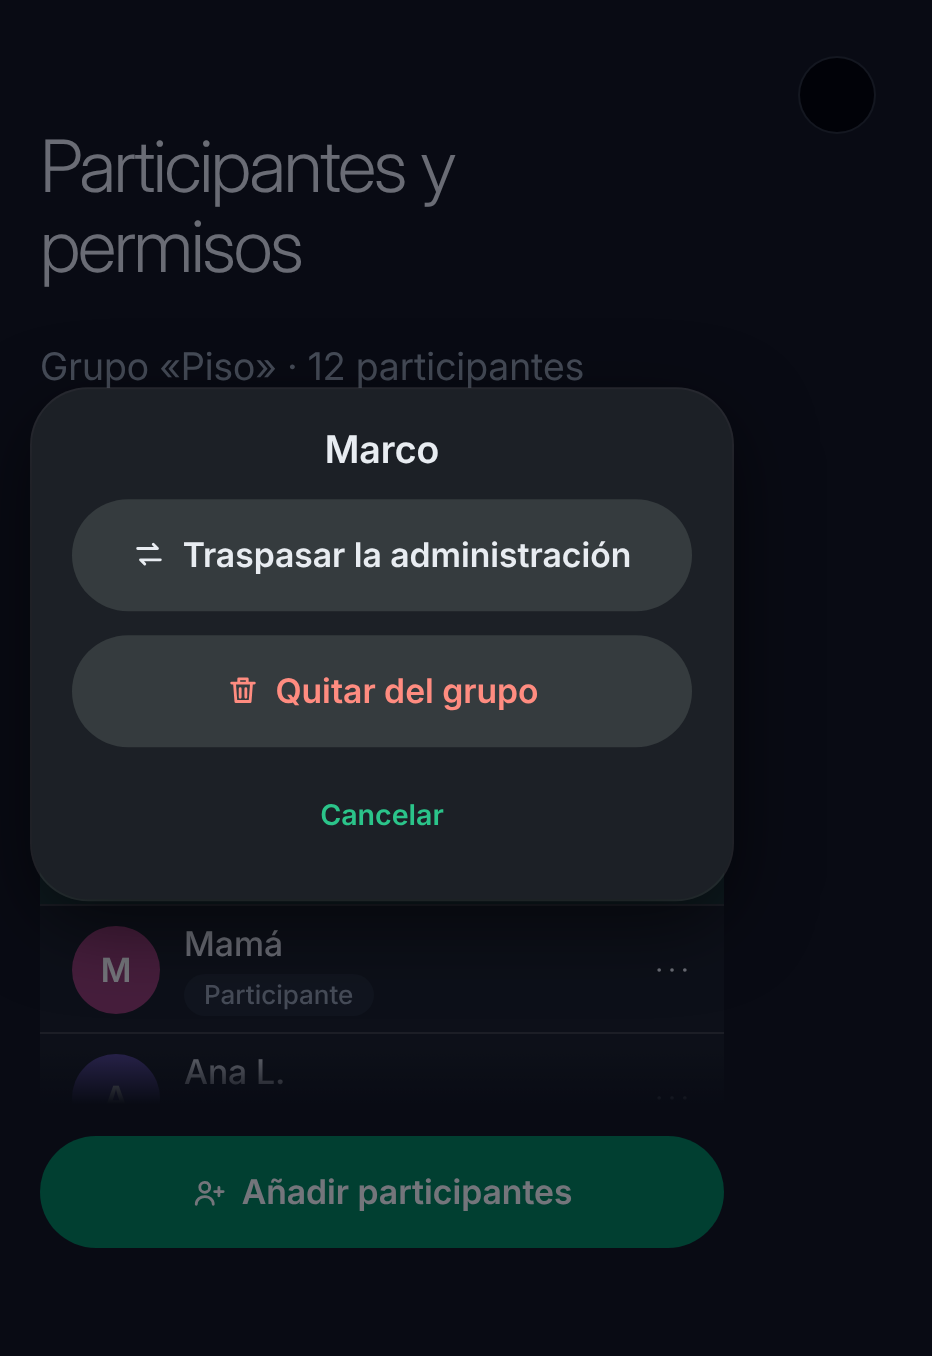 Participantes y
permisos
Grupo «Piso» · 12 participantes
Marco
Traspasar la administración
Quitar del grupo
Cancelar
M
Mamá
Participante
...
A
Ana L.
...
Añadir participantes